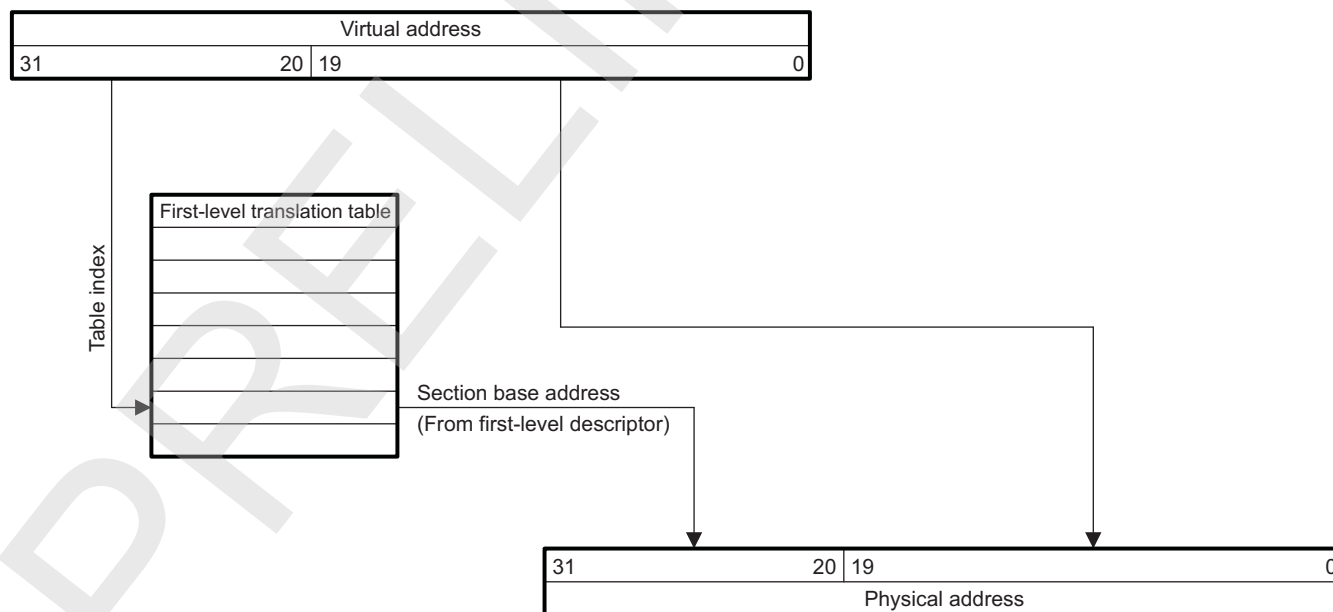 Virtual address
31 20 19 0
First-level translation table
Table index
Section base address
(From first-level descriptor)
31 20 19 0
Physical address
PRELI